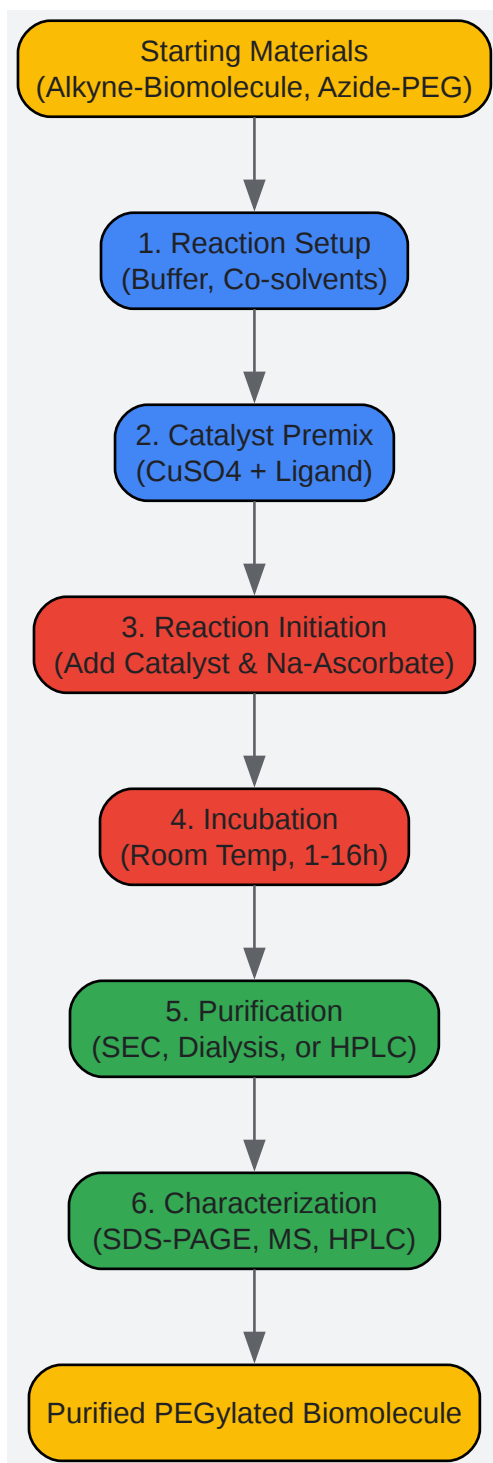 Starting Materials
(Alkyne-Biomolecule, Azide-PEG)
1. Reaction Setup
(Buffer, Co-solvents)
2. Catalyst Premix
(CuSO4 + Ligand)
3. Reaction Initiation
(Add Catalyst & Na-Ascorbate)
4. Incubation
(Room Temp, 1-16h)
5. Purification
(SEC, Dialysis, or HPLC)
6. Characterization
(SDS-PAGE, MS, HPLC)
Purified PEGylated Biomolecule